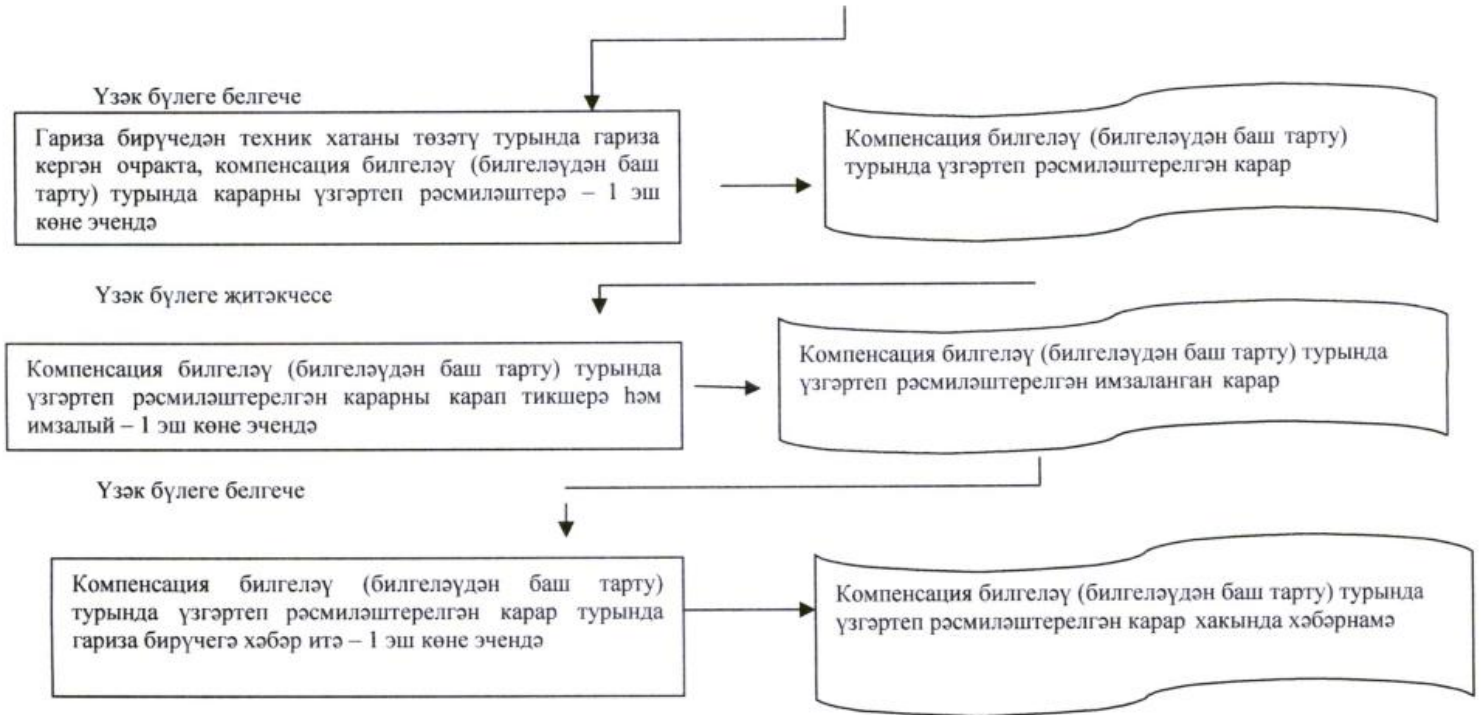 Үзәк бүлеге белгече
Гариза бирүчедән техник хатаны төзәтү турында гариза
кергән очракта, компенсация билгеләү (билгеләүдән баш
тарту) турында карарны үзгәртеп рәсмиләштерә – 1 эш
көне эчендә
Компенсация билгеләү (билгеләүдән баш тарту)
турында үзгәртеп рәсмиләштерелгән карар
Үзәк бүлеге җитәкчесе
Компенсация билгеләү (билгеләүдән баш тарту) турында
үзгәртеп рәсмиләштерелгән карарны карап тикшерә һәм
имзалый – 1 эш көне эчендә
Компенсация билгеләү (билгеләүдән баш тарту) турында
үзгәртеп рәсмиләштерелгән имзаланган карар
Үзәк бүлеге белгече
Компенсация билгеләү (билгеләүдән баш тарту)
турында үзгәртеп рәсмиләштерелгән карар турында
гариза бирүчегә хәбәр итә – 1 эш көне эчендә
Компенсация билгеләү (билгеләүдән баш тарту) турында
үзгәртеп рәсмиләштерелгән карар хакында хәбәрнамә